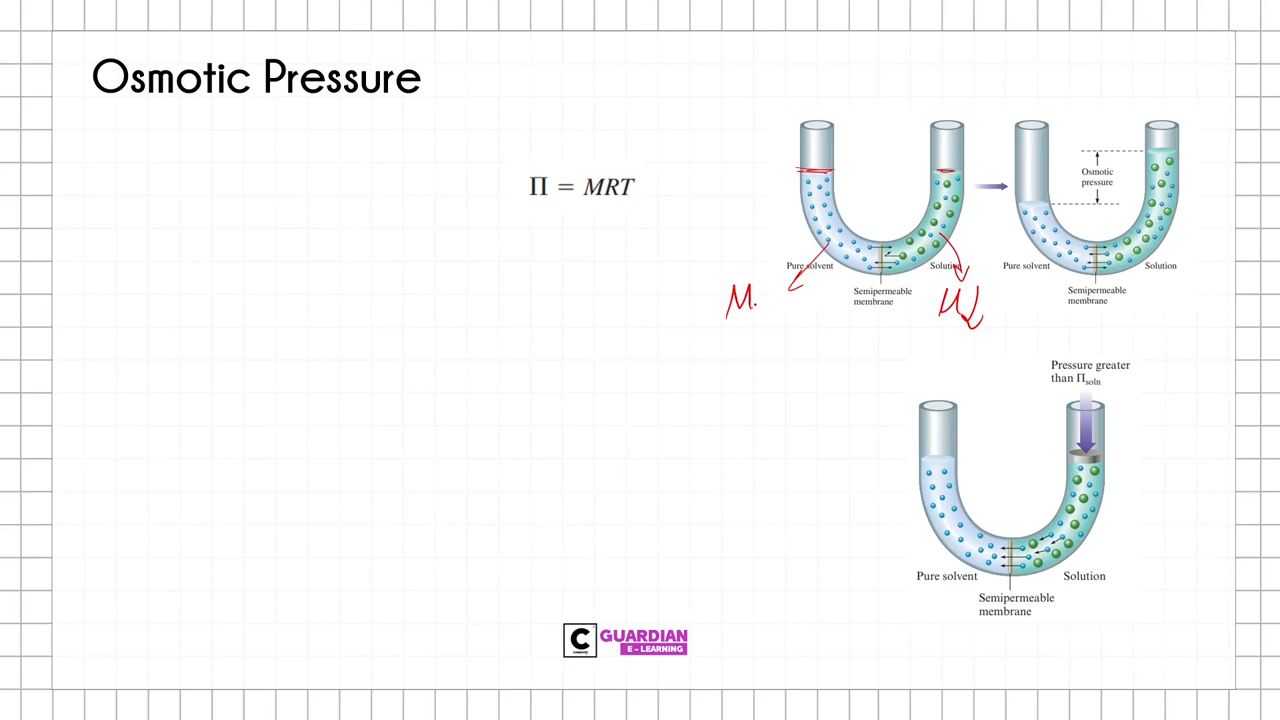 Osmotic Pressure
Π = MRT
Osmotic
pressure
Pure solvent
Solution
Pure solvent
Solution
Semipermeable
membrane
Semipermeable
membrane
M.
Pressure greater
than Πsoln
Pure solvent
Solution
Semipermeable
membrane
C
GUARDIAN
E - LEARNING